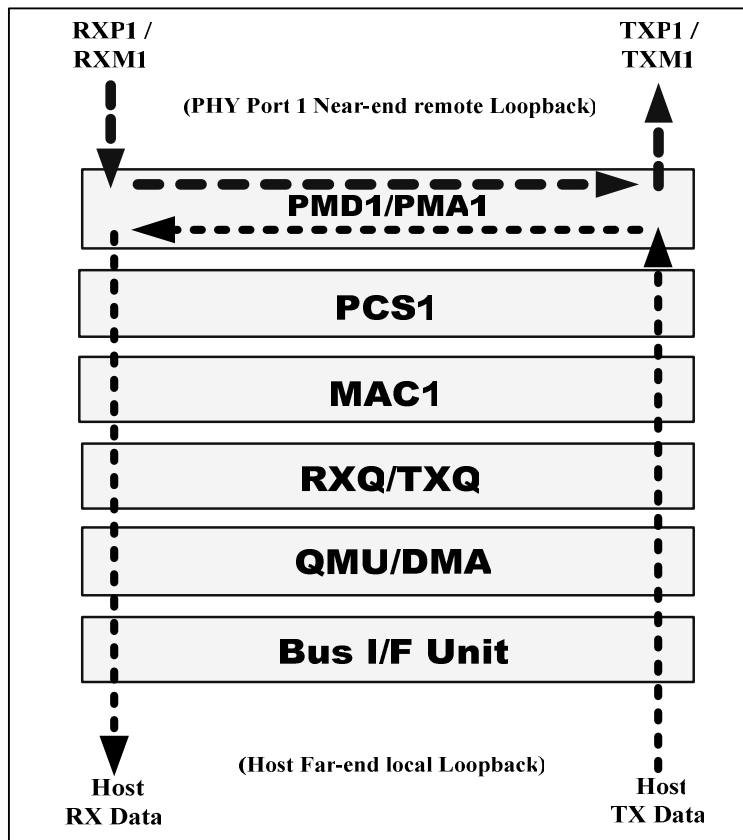 RXP1 /
RXM1
TXP1 /
TXM1
(PHY Port 1 Near-end remote Loopback)
PMD1/PMA1
PCS1
MAC1
RXQ/TXQ
QMU/DMA
Bus I/F Unit
(Host Far-end local Loopback)
Host
RX Data
Host
TX Data